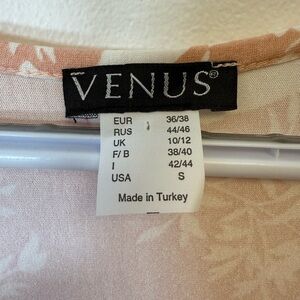 VENUS®
EUR 36/38
RUS 44/46
UK 10/12
F/ B 38/40
I 42/44
USA S
Made in Turkey